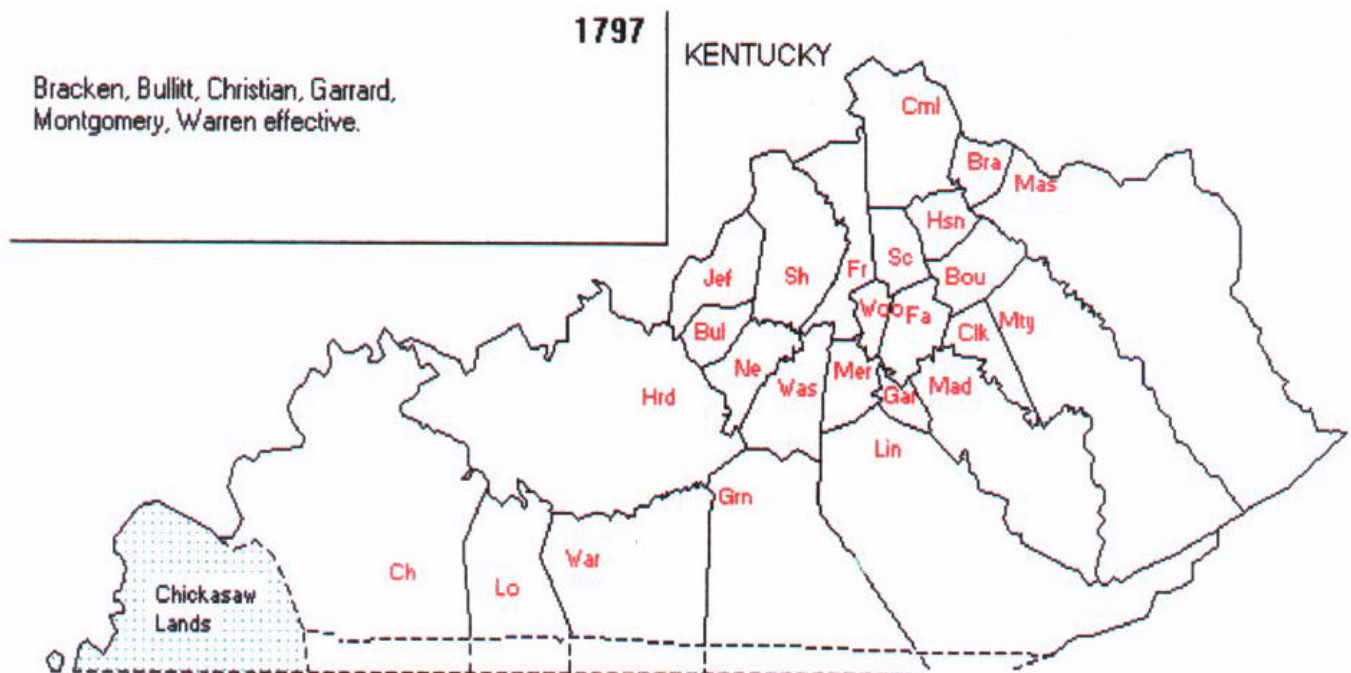 1797
KENTUCKY
Bracken, Bullitt, Christian, Garrard,
Montgomery, Warren effective.
Cml
Bra
Mas
Hsn
Jef
Sh
Fr
Sc
Bou
Woo
Fa
Bul
Clk
Mty
Ne
Was
Mer
Gar
Mad
Hrd
Lin
Grn
War
Ch
Lo
Chickasaw
Lands